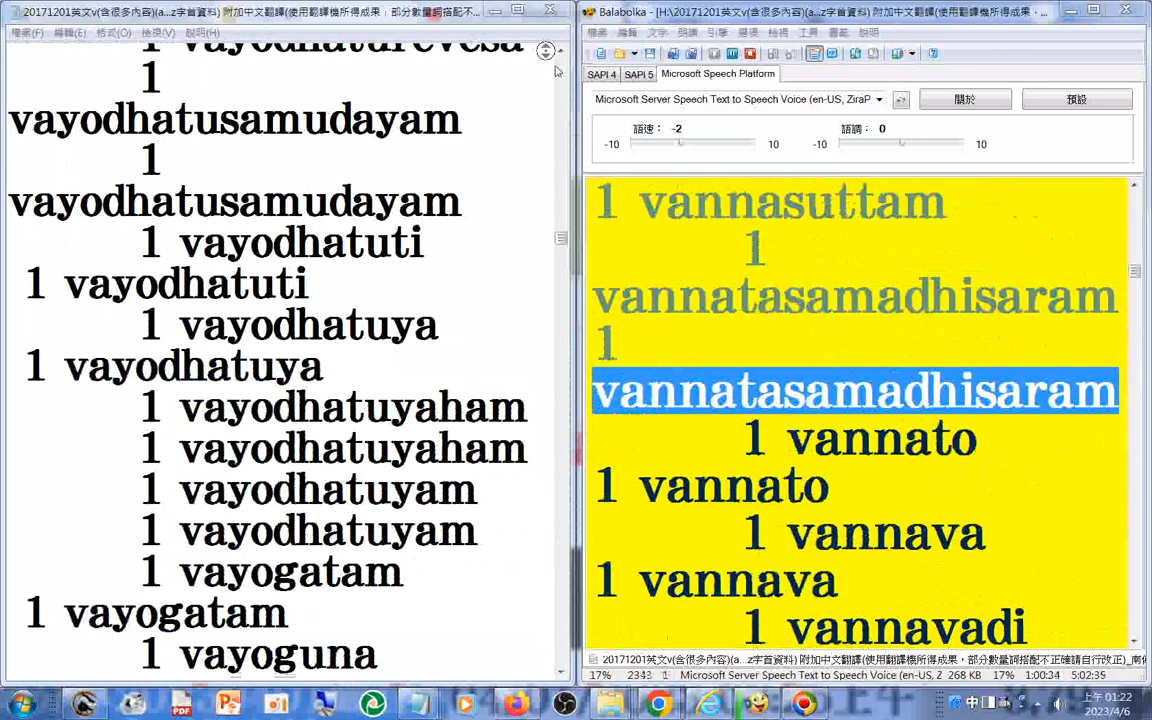 20171201英文v(含很多內容)(a...z字首資料) 附加中文翻譯(使用翻譯機所得成果,部分數量詞搭配不...
檔案(F) 編輯(E) 格式(O) 檢視(V) 說明(H)
1 vayodhaturevesa
1
vayodhatusamudayam
1
vayodhatusamudayam
1 vayodhatuti
1 vayodhatuti
1 vayodhatuya
1 vayodhatuya
1 vayodhatuyaham
1 vayodhatuyaham
1 vayodhatuyam
1 vayodhatuyam
1 vayogatam
1 vayogatam
1 vayoguna
Balabolka - [H:\20171201英文v(含很多內容)(a...z字首資料) 附加中文翻譯(使用翻譯機所得成果,...
檔案 編輯 文字 朗讀 引擎 選項 檢視 工具 書籤 說明
SAPI 4 SAPI 5 Microsoft Speech Platform
Microsoft Server Speech Text to Speech Voice (en-US, ZiraP
關於
預設
語速: -2
語調: 0
-10 10 -10 10
1 vannasuttam
1
vannatasamadhisaram
1
vannatasamadhisaram
1 vannato
1 vannato
1 vannava
1 vannava
1 vannavadi
20171201英文v(含很多內容)(a...z字首資料) 附加中文翻譯(使用翻譯機所得成果,部分數量詞搭配不正確請自行改正)_南
17% 2343 1 Microsoft Server Speech Text to Speech Voice (en-US, Z 268 KB 17% 1:00:34 5:02:35
中
上午 01:22
2023/4/6